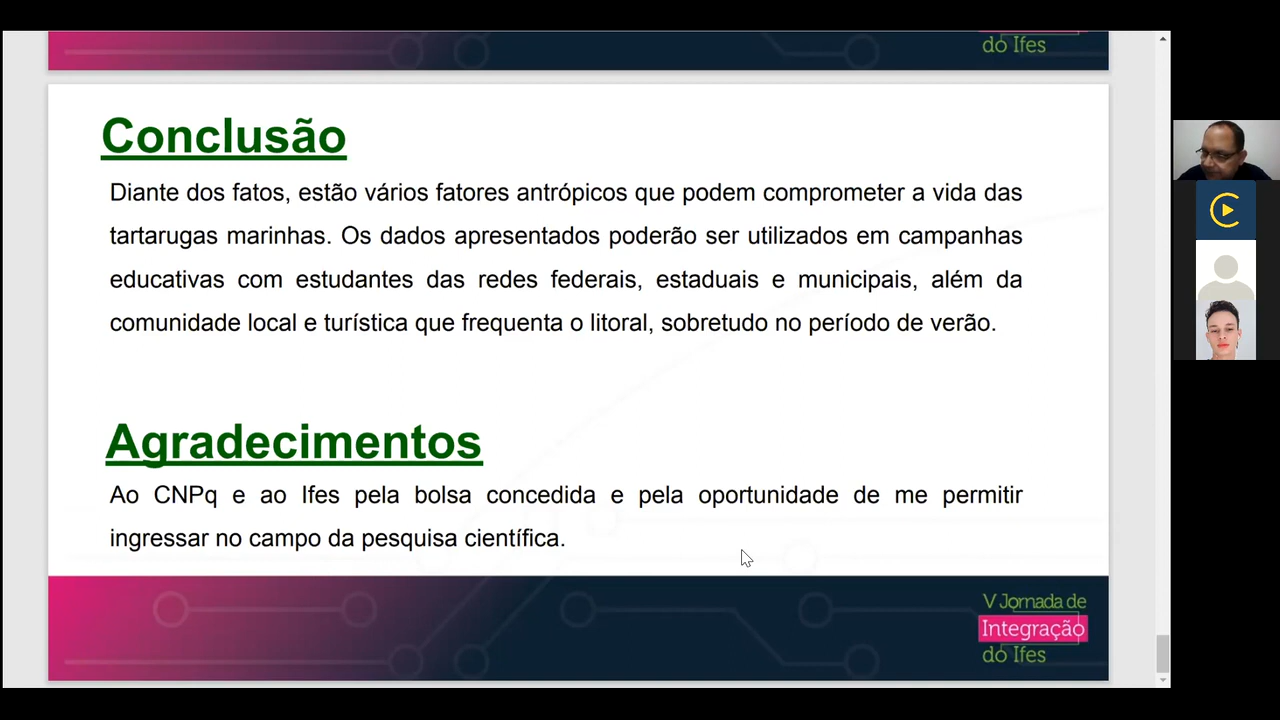 do Ifes
Conclusão
Diante dos fatos, estão vários fatores antrópicos que podem comprometer a vida das
tartarugas marinhas. Os dados apresentados poderão ser utilizados em campanhas
educativas com estudantes das redes federais, estaduais e municipais, além da
comunidade local e turística que frequenta o litoral, sobretudo no período de verão.
Agradecimentos
Ao CNPq e ao Ifes pela bolsa concedida e pela oportunidade de me permitir
ingressar no campo da pesquisa científica.
V Jornada de
Integração
do Ifes